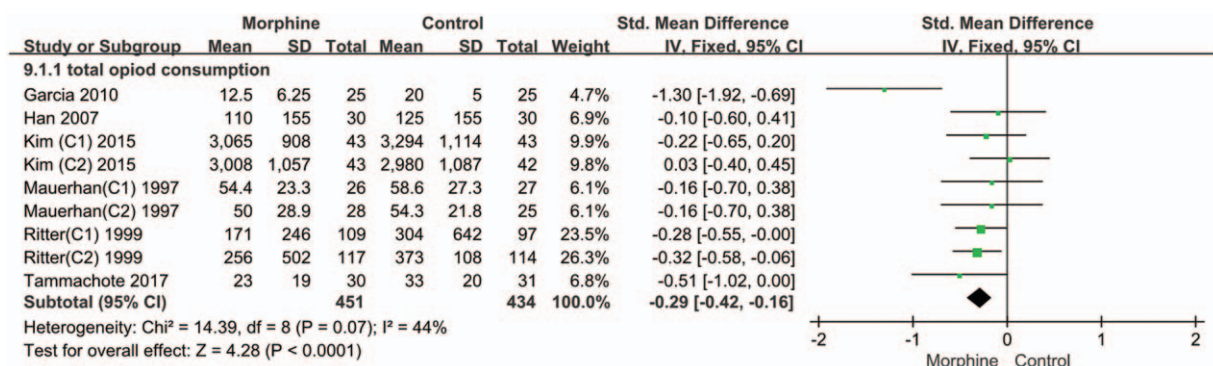 Morphine Control Std. Mean Difference Std. Mean Difference
Study or Subgroup Mean SD Total Mean SD Total Weight IV, Fixed, 95% CI IV, Fixed, 95% CI
9.1.1 total opiod consumption
Garcia 2010 12.5 6.25 25 20 5 25 4.7% -1.30 [-1.92, -0.69]
Han 2007 110 155 30 125 155 30 6.9% -0.10 [-0.60, 0.41]
Kim (C1) 2015 3,065 908 43 3,294 1,114 43 9.9% -0.22 [-0.65, 0.20]
Kim (C2) 2015 3,008 1,057 43 2,980 1,087 42 9.8% 0.03 [-0.40, 0.45]
Mauerhan(C1) 1997 54.4 23.3 26 58.6 27.3 27 6.1% -0.16 [-0.70, 0.38]
Mauerhan(C2) 1997 50 28.9 28 54.3 21.8 25 6.1% -0.16 [-0.70, 0.38]
Ritter(C1) 1999 171 246 109 304 642 97 23.5% -0.28 [-0.55, -0.00]
Ritter(C2) 1999 256 502 117 373 108 114 26.3% -0.32 [-0.58, -0.06]
Tammachote 2017 23 19 30 33 20 31 6.8% -0.51 [-1.02, 0.00]
Subtotal (95% CI) 451 434 100.0% -0.29 [-0.42, -0.16]
Heterogeneity: Chi² = 14.39, df = 8 (P = 0.07); I² = 44%
Test for overall effect: Z = 4.28 (P < 0.0001)
-2 -1 0 1 2
Morphine Control